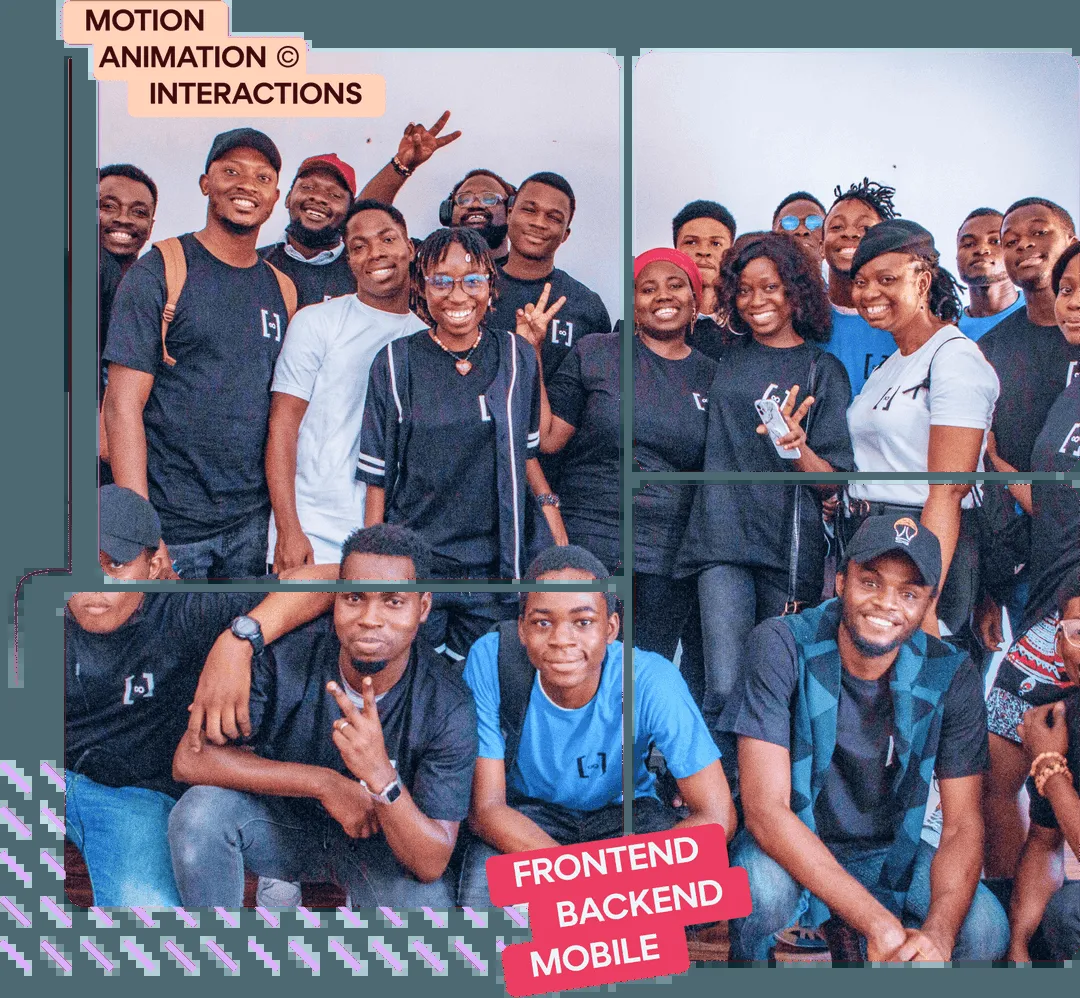 MOTION
ANIMATION ©
INTERACTIONS
FRONTEND
BACKEND
MOBILE